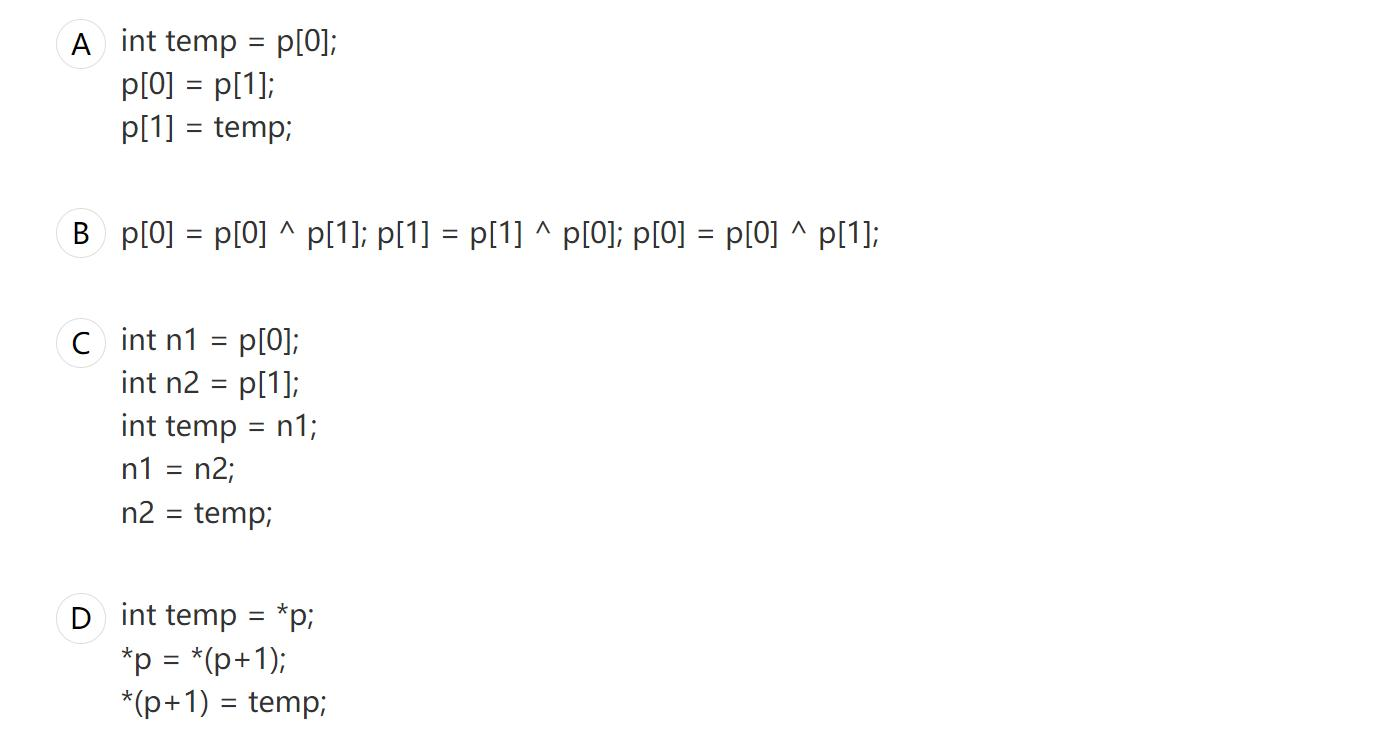 A int temp = p[0];
p[0] = p[1];
p[1] = temp;
B p[0] = p[0] ^ p[1]; p[1] = p[1] ^ p[0]; p[0] = p[0] ^ p[1];
C int n1 = p[0];
int n2 = p[1];
int temp = n1;
n1 = n2;
n2 = temp;
D int temp = *p;
*p = *(p+1);
*(p+1) = temp;